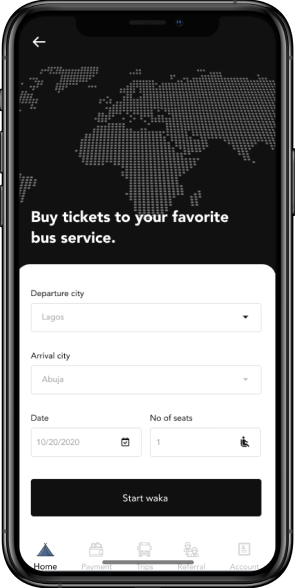 Buy tickets to your favorite
bus service.
Departure city
Lagos
Arrival city
Abuja
Date
No of seats
10/20/2020
1
Start waka
Home
Payment
Trips
Referral
Account